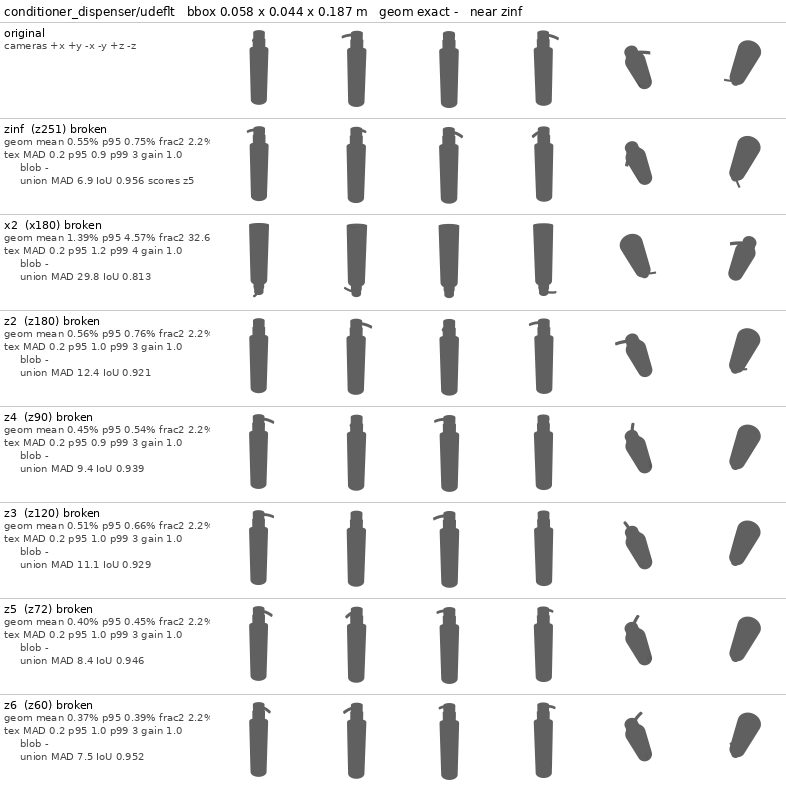 conditioner_dispenser/udeflt   bbox 0.058 x 0.044 x 0.187 m   geom exact -   near zinf
original
cameras +x +y -x -y +z -z
zinf  (z251) broken
geom mean 0.55% p95 0.75% frac2 2.2%
tex MAD 0.2 p95 0.9 p99 3 gain 1.0
blob -
union MAD 6.9 IoU 0.956 scores z5
x2  (x180) broken
geom mean 1.39% p95 4.57% frac2 32.6
tex MAD 0.2 p95 1.2 p99 4 gain 1.0
blob -
union MAD 29.8 IoU 0.813
z2  (z180) broken
geom mean 0.56% p95 0.76% frac2 2.2%
tex MAD 0.2 p95 1.0 p99 3 gain 1.0
blob -
union MAD 12.4 IoU 0.921
z4  (z90) broken
geom mean 0.45% p95 0.54% frac2 2.2%
tex MAD 0.2 p95 0.9 p99 3 gain 1.0
blob -
union MAD 9.4 IoU 0.939
z3  (z120) broken
geom mean 0.51% p95 0.66% frac2 2.2%
tex MAD 0.2 p95 1.0 p99 3 gain 1.0
blob -
union MAD 11.1 IoU 0.929
z5  (z72) broken
geom mean 0.40% p95 0.45% frac2 2.2%
tex MAD 0.2 p95 1.0 p99 3 gain 1.0
blob -
union MAD 8.4 IoU 0.946
z6  (z60) broken
geom mean 0.37% p95 0.39% frac2 2.2%
tex MAD 0.2 p95 1.0 p99 3 gain 1.0
blob -
union MAD 7.5 IoU 0.952